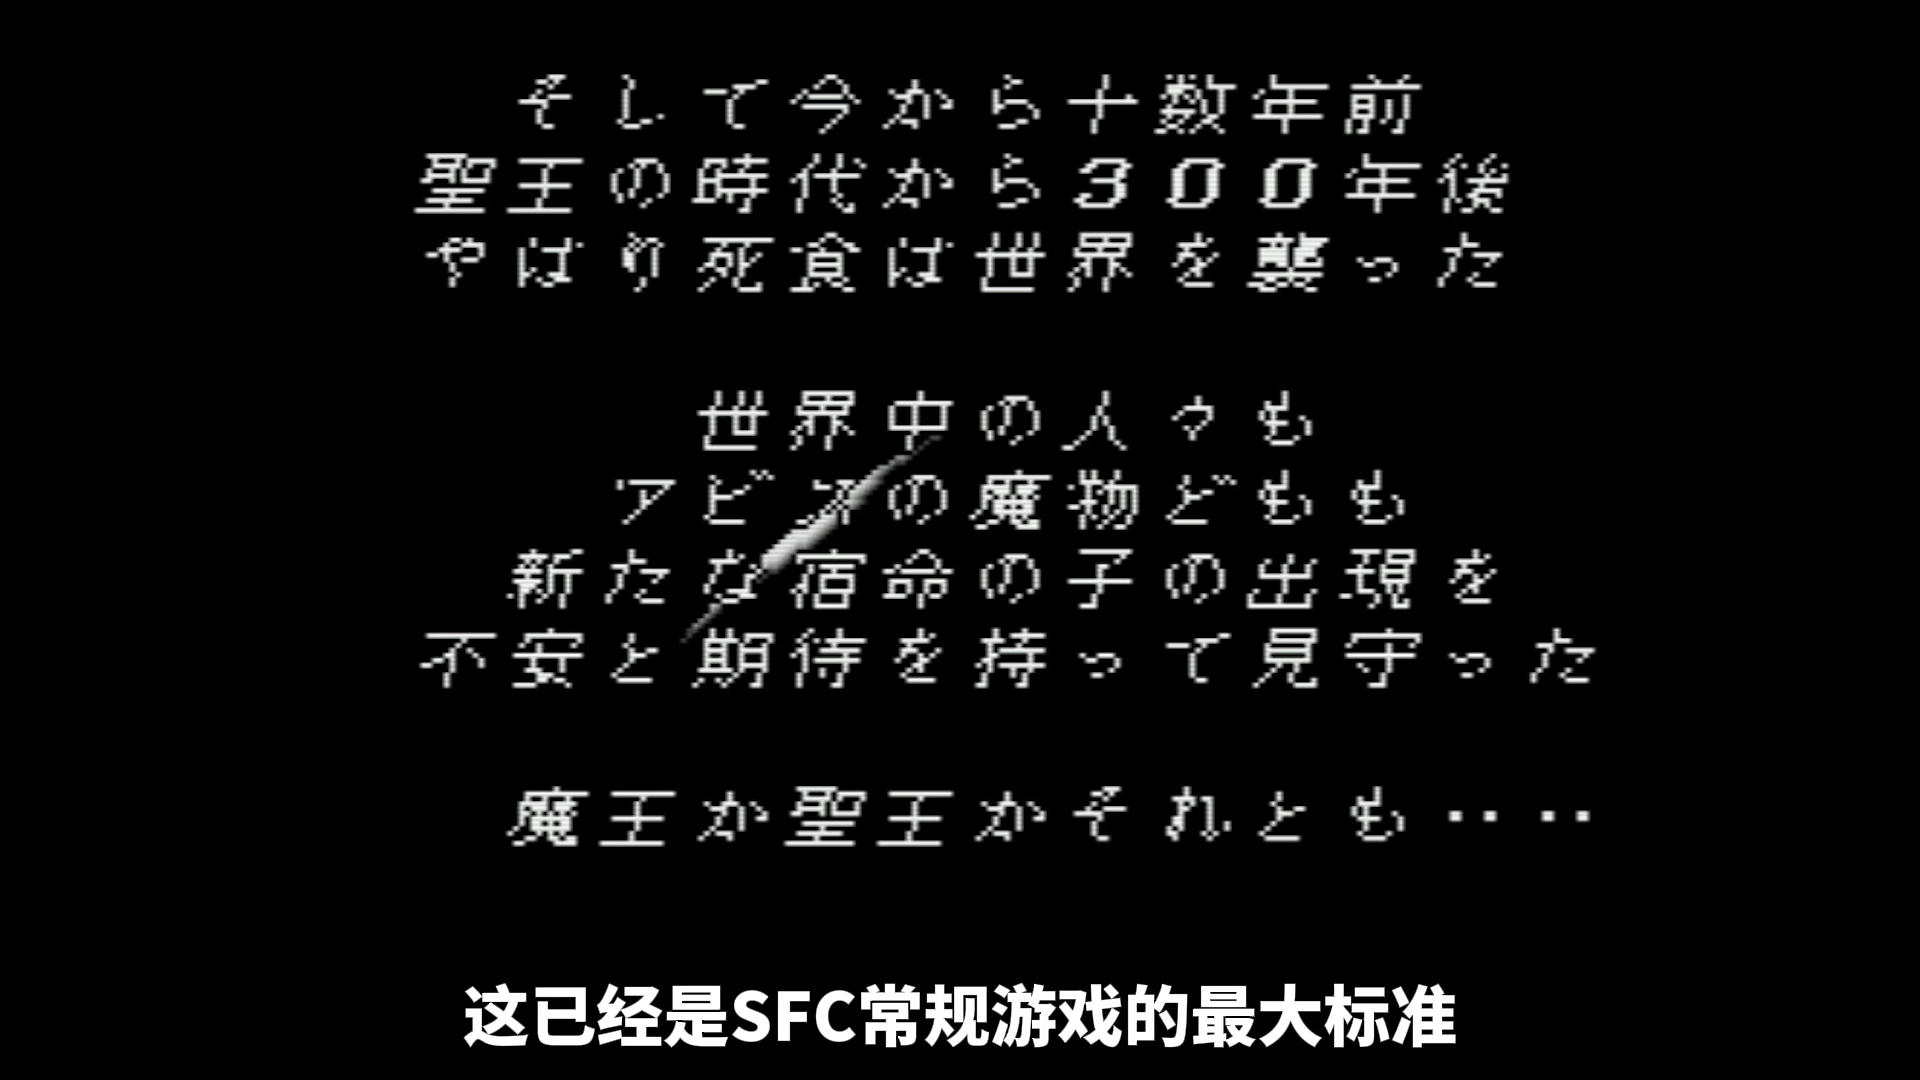 そして今から十数年前
聖王の時代から300年後
やはり死食は世界を襲った
世界中の人々も
アビスの魔物どもも
新たな宿命の子の出現を
不安と期待を持って見守った
魔王か聖王かそれとも‥‥
这已经是SFC常规游戏的最大标准